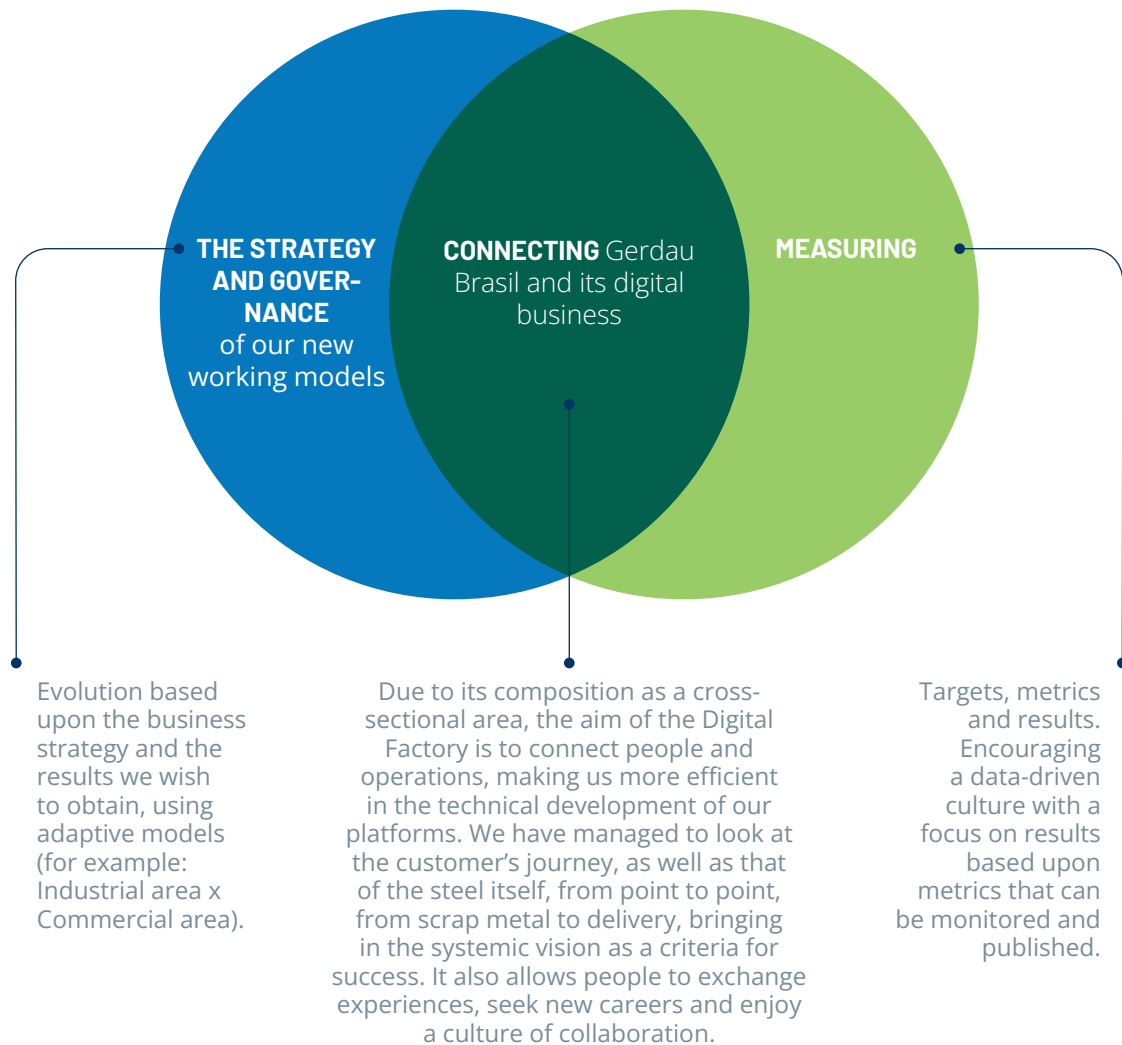 THE STRATEGY
AND GOVER-
NANCE
of our new
working models
CONNECTING Gerdau
Brasil and its digital
business
MEASURING
Evolution based
upon the business
strategy and the
results we wish
to obtain, using
adaptive models
(for example:
Industrial area x
Commercial area).
Due to its composition as a cross-
sectional area, the aim of the Digital
Factory is to connect people and
operations, making us more efficient
in the technical development of our
platforms. We have managed to look at
the customer’s journey, as well as that
of the steel itself, from point to point,
from scrap metal to delivery, bringing
in the systemic vision as a criteria for
success. It also allows people to exchange
experiences, seek new careers and enjoy
a culture of collaboration.
Targets, metrics
and results.
Encouraging
a data-driven
culture with a
focus on results
based upon
metrics that can
be monitored and
published.